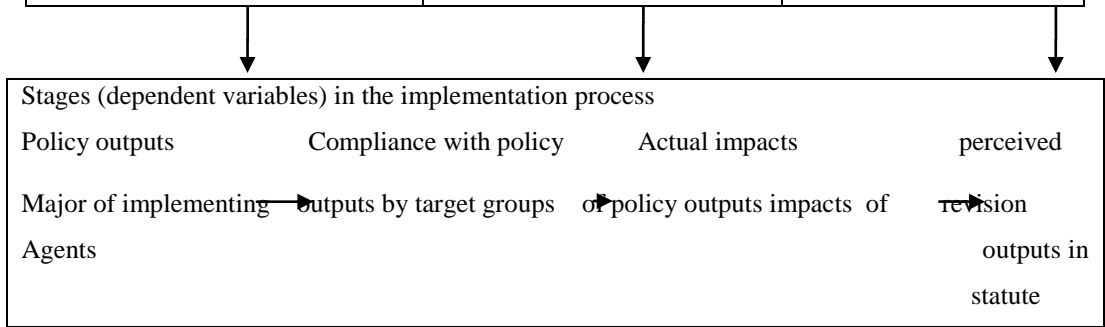 Stages (dependent variables) in the implementation process
Policy outputs Compliance with policy Actual impacts perceived
Major of implementing outputs by target groups of policy outputs impacts of revision
Agents outputs in
statute